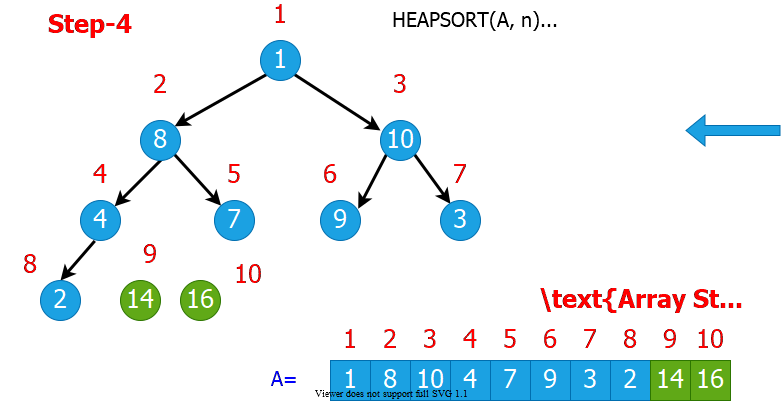 1
Step-4
HEAPSORT(A, n)...
1
2
3
8
10
4
5
6
7
4
7
9
3
8
9
10
2
14
16
\text{Array St...
1 2 3 4 5 6 7 8 9 10
A=
1 8 10 4 7 9 3 2 14 16
Viewer does not support full SVG 1.1